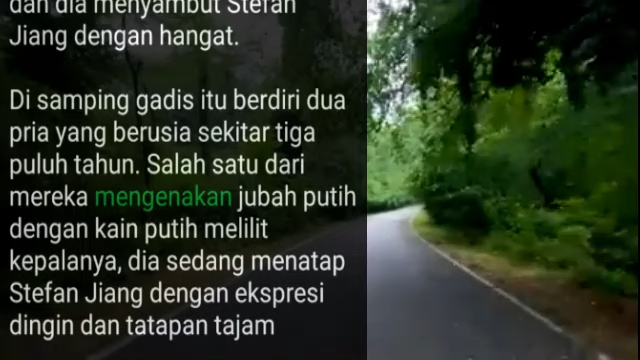 dan dia menyambut Stefan
Jiang dengan hangat.
Di samping gadis itu berdiri dua
pria yang berusia sekitar tiga
puluh tahun. Salah satu dari
mereka mengenakan jubah putih
dengan kain putih melilit
kepalanya, dia sedang menatap
Stefan Jiang dengan ekspresi
dingin dan tatapan tajam